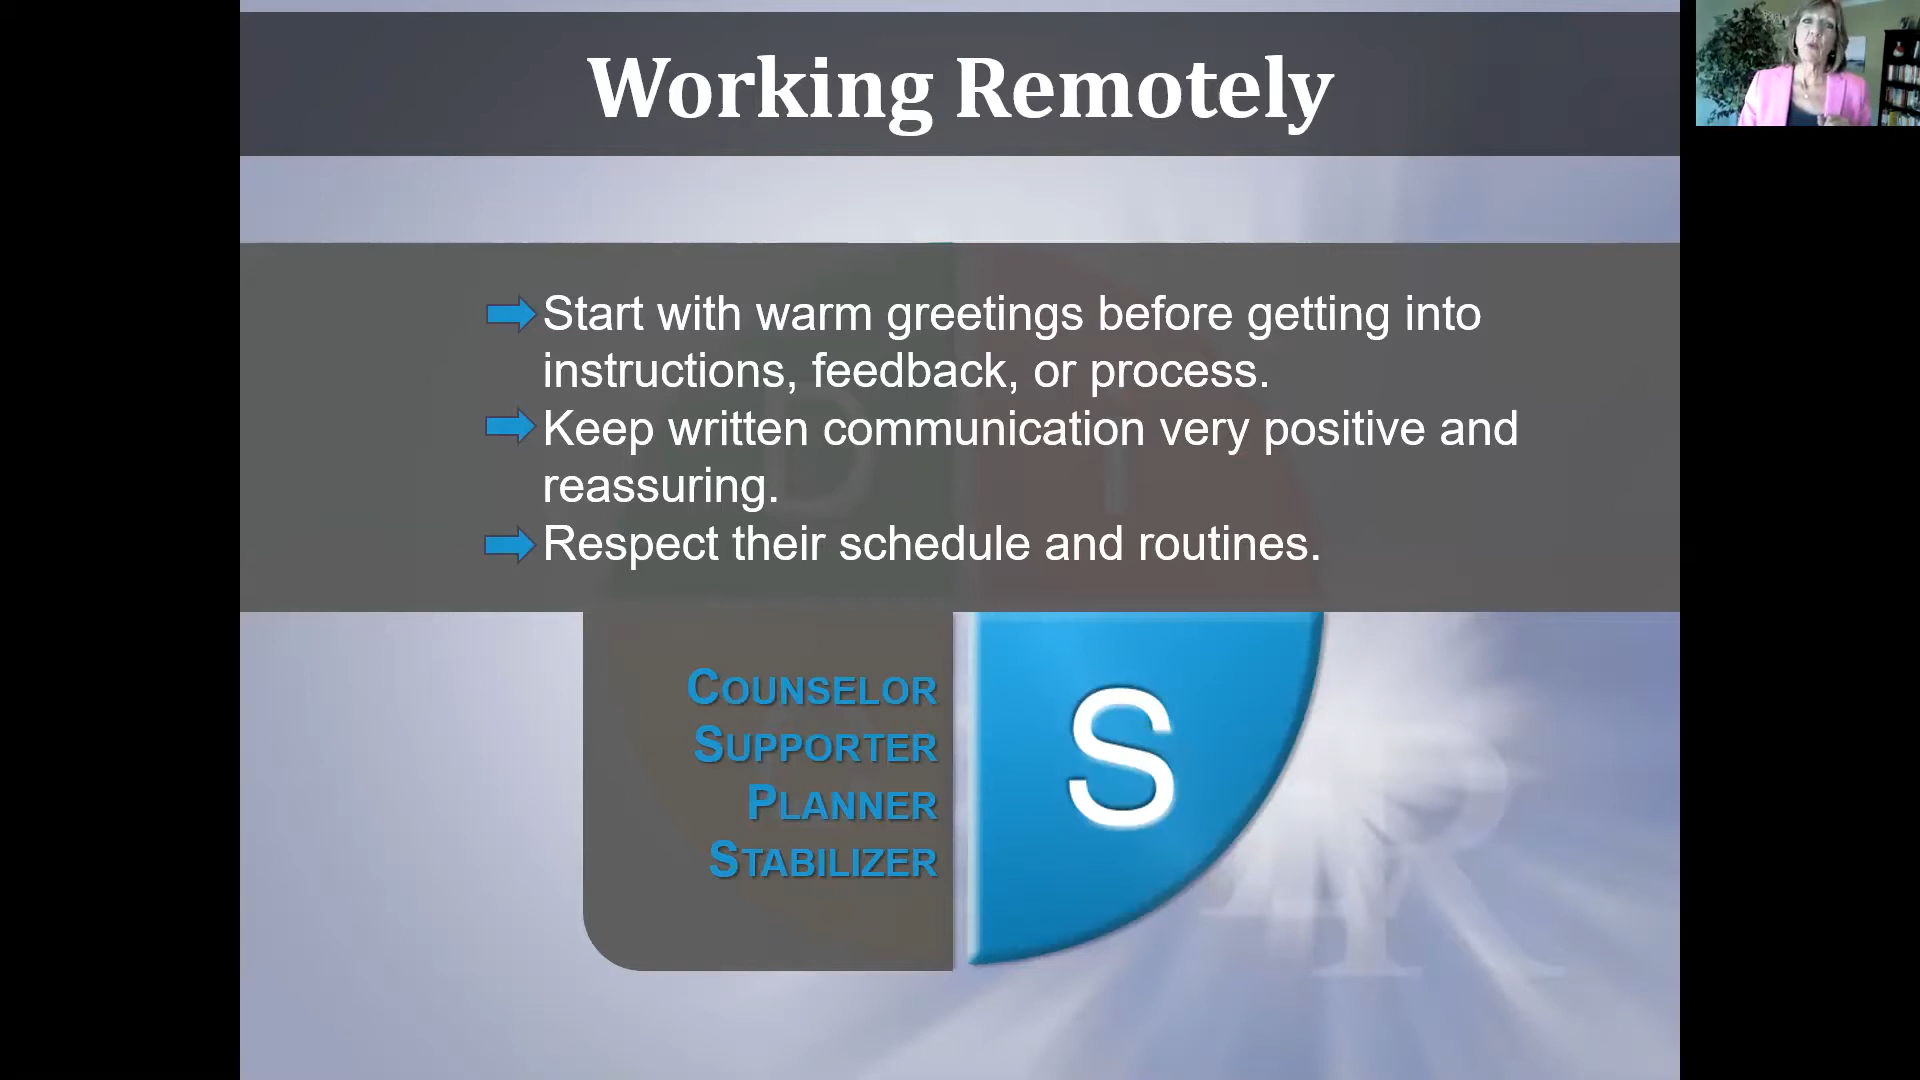 Working Remotely
Start with warm greetings before getting into
instructions, feedback, or process.
Keep written communication very positive and
reassuring.
Respect their schedule and routines.
D I
COUNSELOR
SUPPORTER
PLANNER
STABILIZER
S